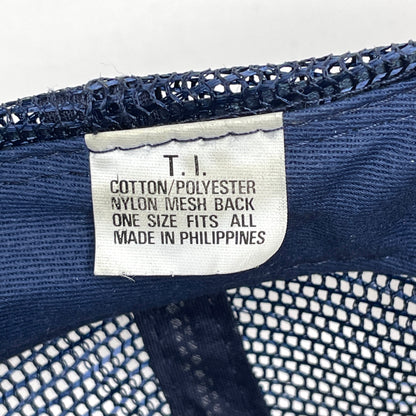 T. I.
COTTON/POLYESTER
NYLON MESH BACK
ONE SIZE FITS ALL
MADE IN PHILIPPINES